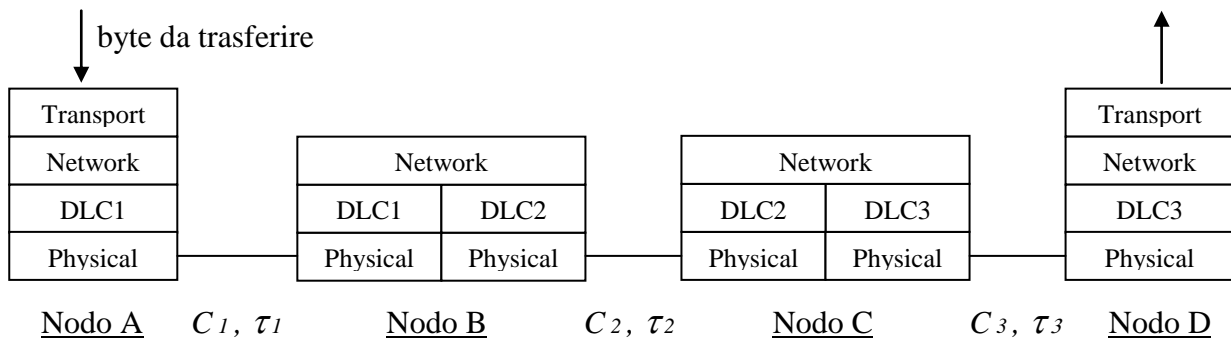 byte da trasferire
Transport
Network
DLC1
Physical
Network
DLC1 DLC2
Physical Physical
Network
DLC2 DLC3
Physical Physical
Transport
Network
DLC3
Physical
Nodo A C1, τ1 Nodo B C2, τ2 Nodo C C3, τ3 Nodo D